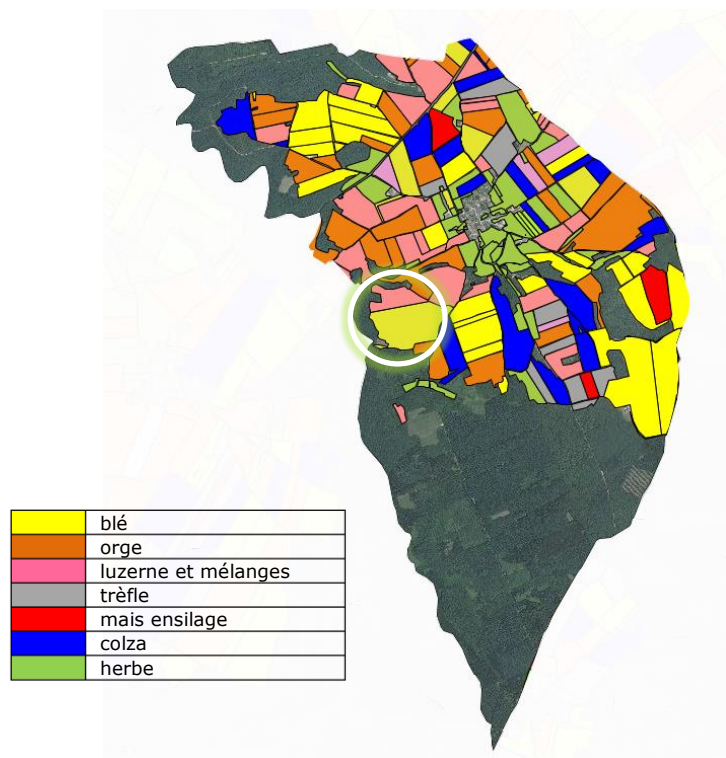 blé
orge
luzerne et mélanges
trèfle
mais ensilage
colza
herbe